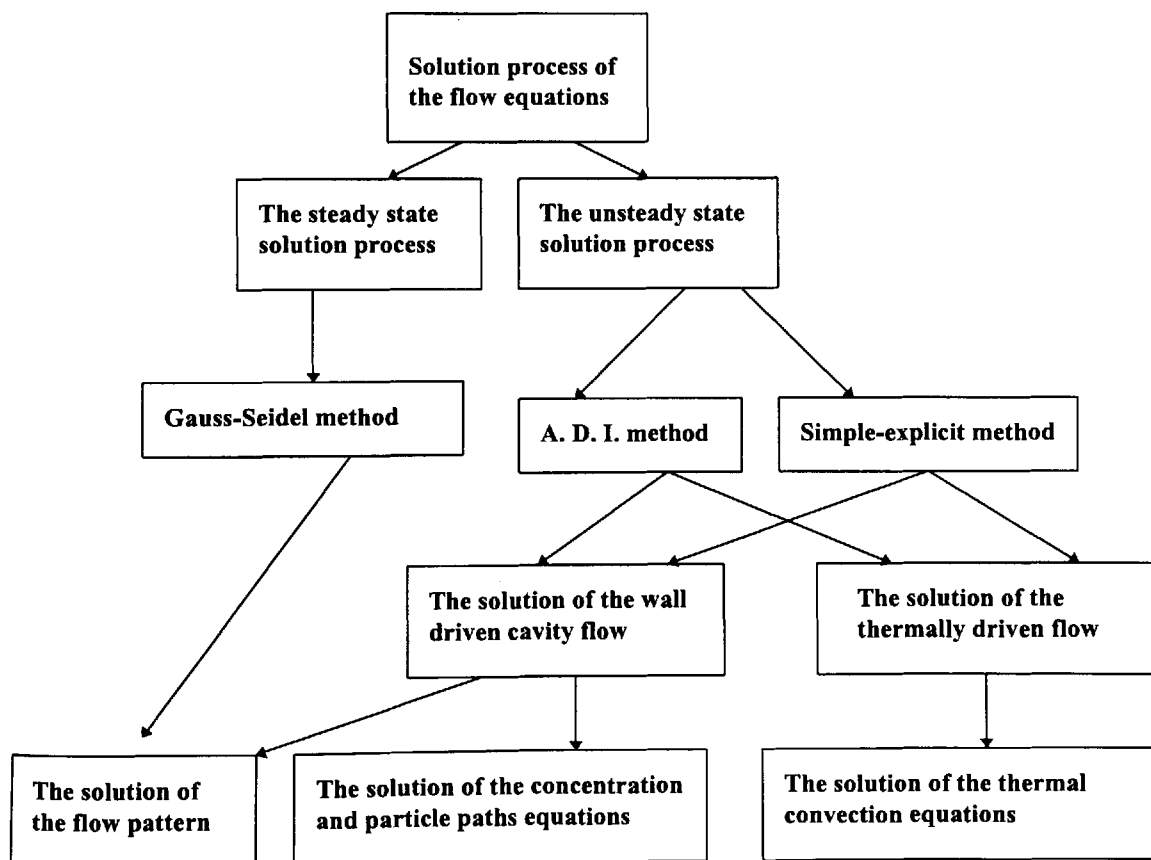 Solution process of
the flow equations
The steady state
solution process
The unsteady state
solution process
Gauss-Seidel method
A. D. I. method
Simple-explicit method
The solution of the wall
driven cavity flow
The solution of the
thermally driven flow
The solution of
the flow pattern
The solution of the concentration
and particle paths equations
The solution of the thermal
convection equations